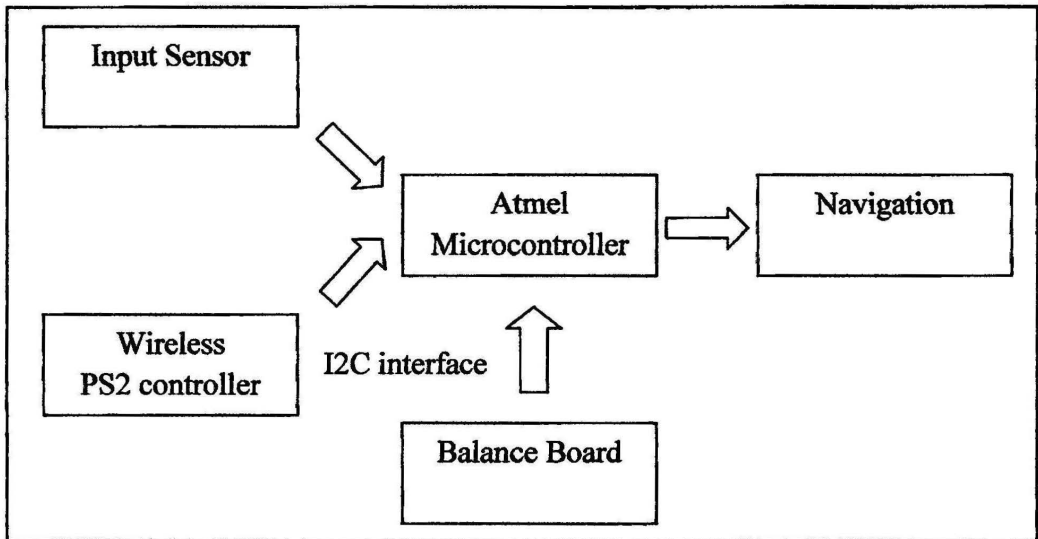 Input Sensor
Atmel
Microcontroller
Navigation
Wireless
PS2 controller
I2C interface
Balance Board